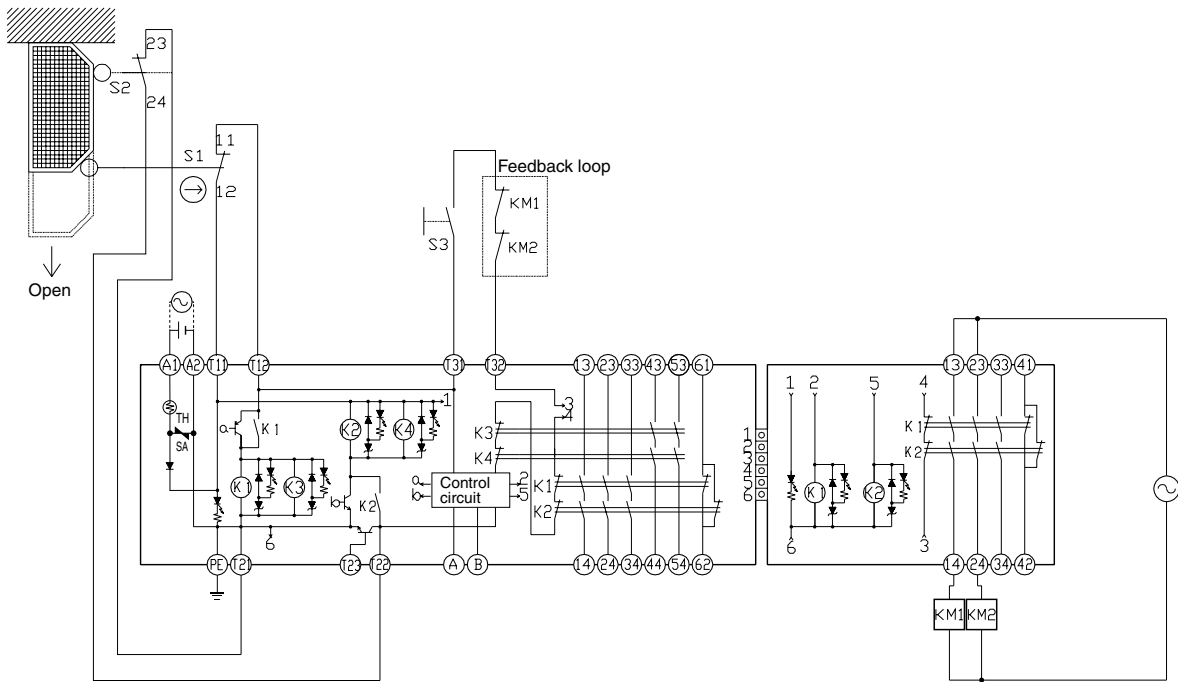 23
S2
24
11
S1
12
Feedback loop
KM1
S3
KM2
Open
A1 A2 T11 T12 T31 T32 13 23 33 43 53 61
13 23 33 41
TH
SA
a
K1
K2 K4
1
3
4
K3
K4
K1 K3
a
b
Control
circuit
2
5
b
K2
K1
K2
6
1
2
3
4
5
6
1 2 5 4
K1
K2
K1 K2
6 3
PE T21 T23 T22 A B 14 24 34 44 54 62
14 24 34 42
KM1 KM2